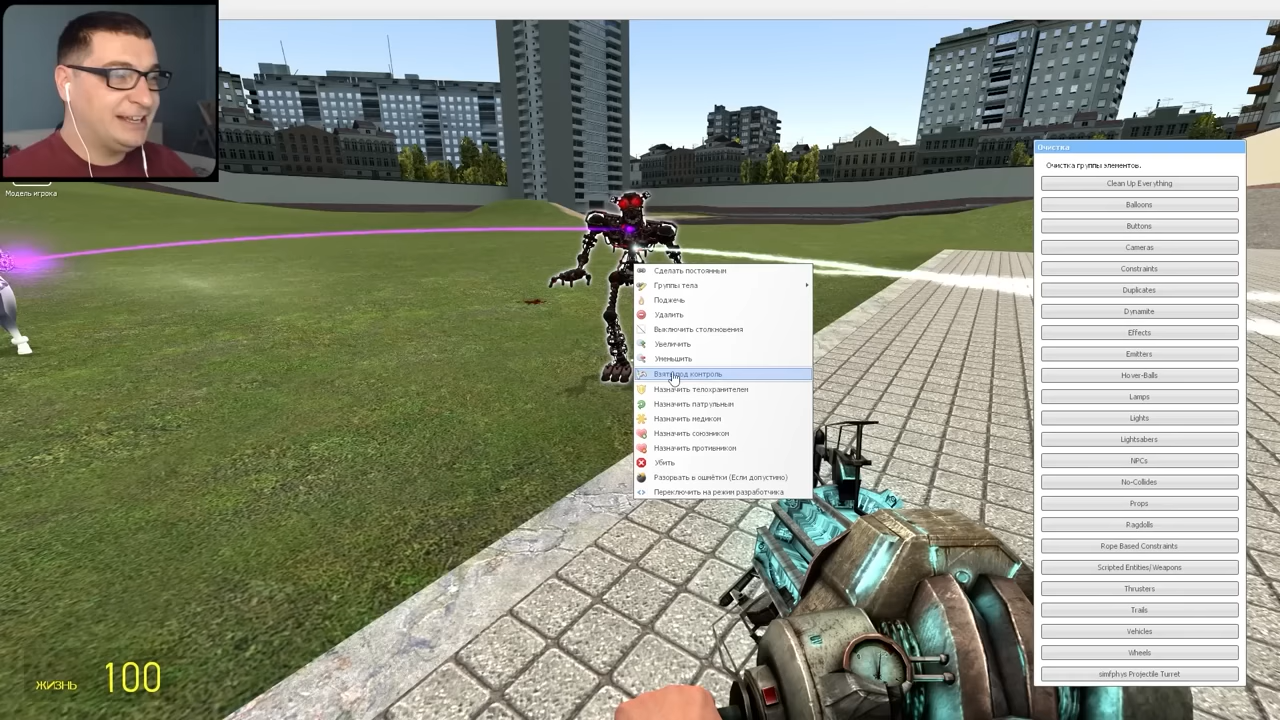 Модель игрока
Сделать постоянным
Группы тела
Поджечь
Удалить
Выключить столкновения
Увеличить
Уменьшить
Взять под контроль
Назначить телохранителем
Назначить патрульным
Назначить медиком
Назначить союзником
Назначить противником
Убить
Разорвать в ошмётки (Если допустимо)
Переключить на режим разработчика
Очистка
Очистка группы элементов.
Clean Up Everything
Balloons
Buttons
Cameras
Constraints
Duplicates
Dynamite
Effects
Emitters
Hover-Balls
Lamps
Lights
Lightsabers
NPCs
No-Collides
Props
Ragdolls
Rope Based Constraints
Scripted Entities/Weapons
Thrusters
Trails
Vehicles
Wheels
simfphys Projectile Turret
ЖИЗНЬ 100